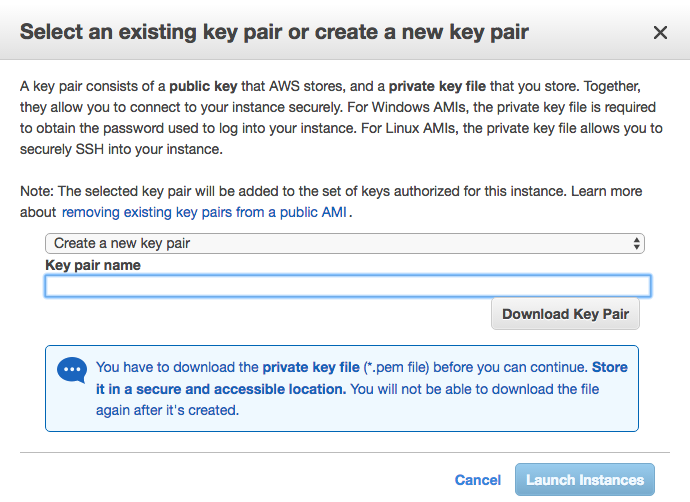 Select an existing key pair or create a new key pair
A key pair consists of a public key that AWS stores, and a private key file that you store. Together,
they allow you to connect to your instance securely. For Windows AMIs, the private key file is required
to obtain the password used to log into your instance. For Linux AMIs, the private key file allows you to
securely SSH into your instance.
Note: The selected key pair will be added to the set of keys authorized for this instance. Learn more
about removing existing key pairs from a public AMI .
Create a new key pair
Key pair name
Download Key Pair
You have to download the private key file (*.pem file) before you can continue. Store
it in a secure and accessible location. You will not be able to download the file
again after it's created.
Cancel Launch Instances